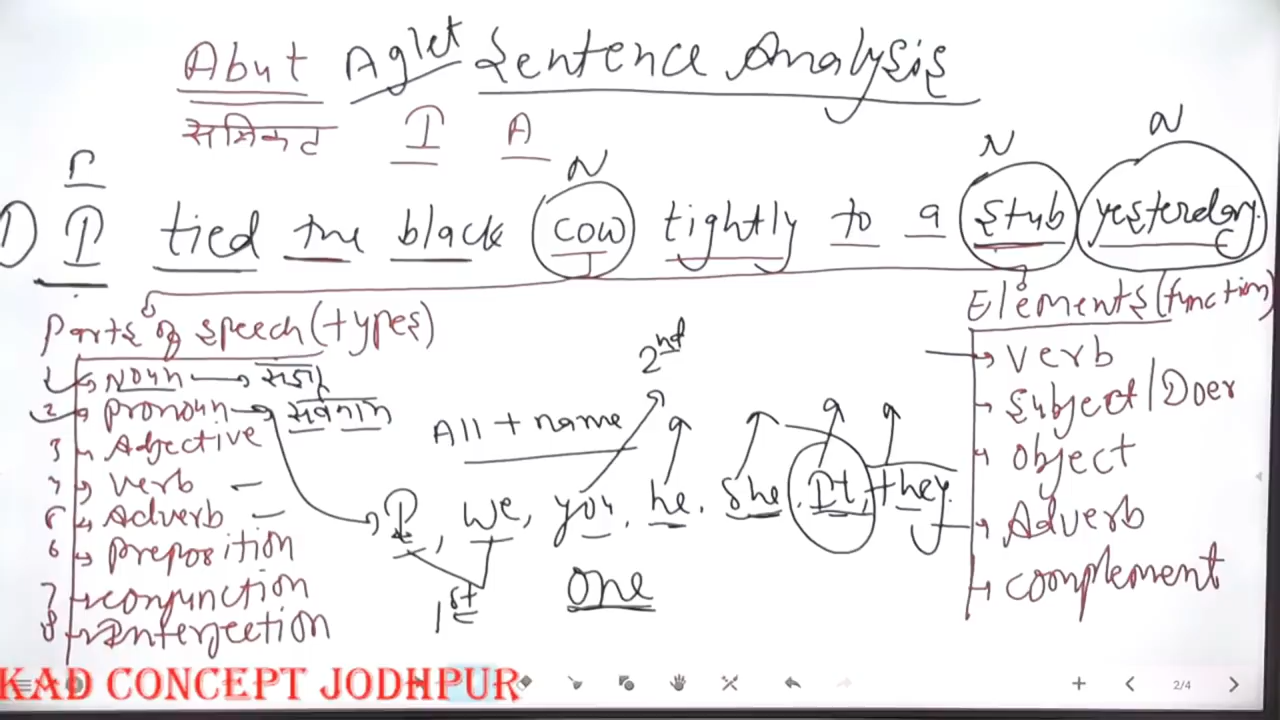 Abut Aglet Sentence Analysis
सन्निकट I A
P N N N
1) I tied the black cow tightly to a stub yesterday.
Parts of speech (types) Elements (function)
1 Noun → संज्ञा
2 pronoun → सर्वनाम
3 Adjective
4 verb –
5 Adverb –
6 preposition
7 conjunction
8 Interjection
2nd
All + name
I, we, you, he, she, It, they.
1st
one
verb
Subject/Doer
object
Adverb
complement
KAD CONCEPT JODHPUR
2/4